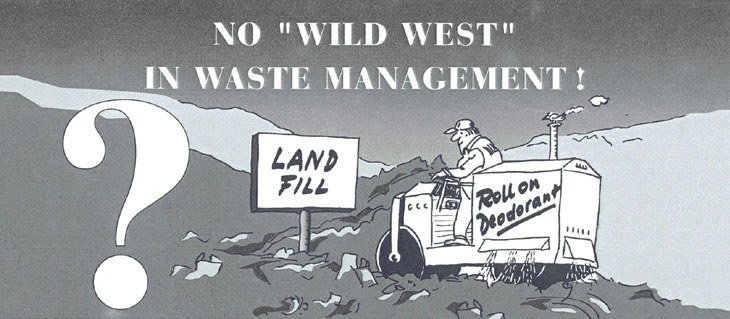 NO "WILD WEST"
IN WASTE MANAGEMENT!
?
LAND
FILL
Roll on
Deodorant